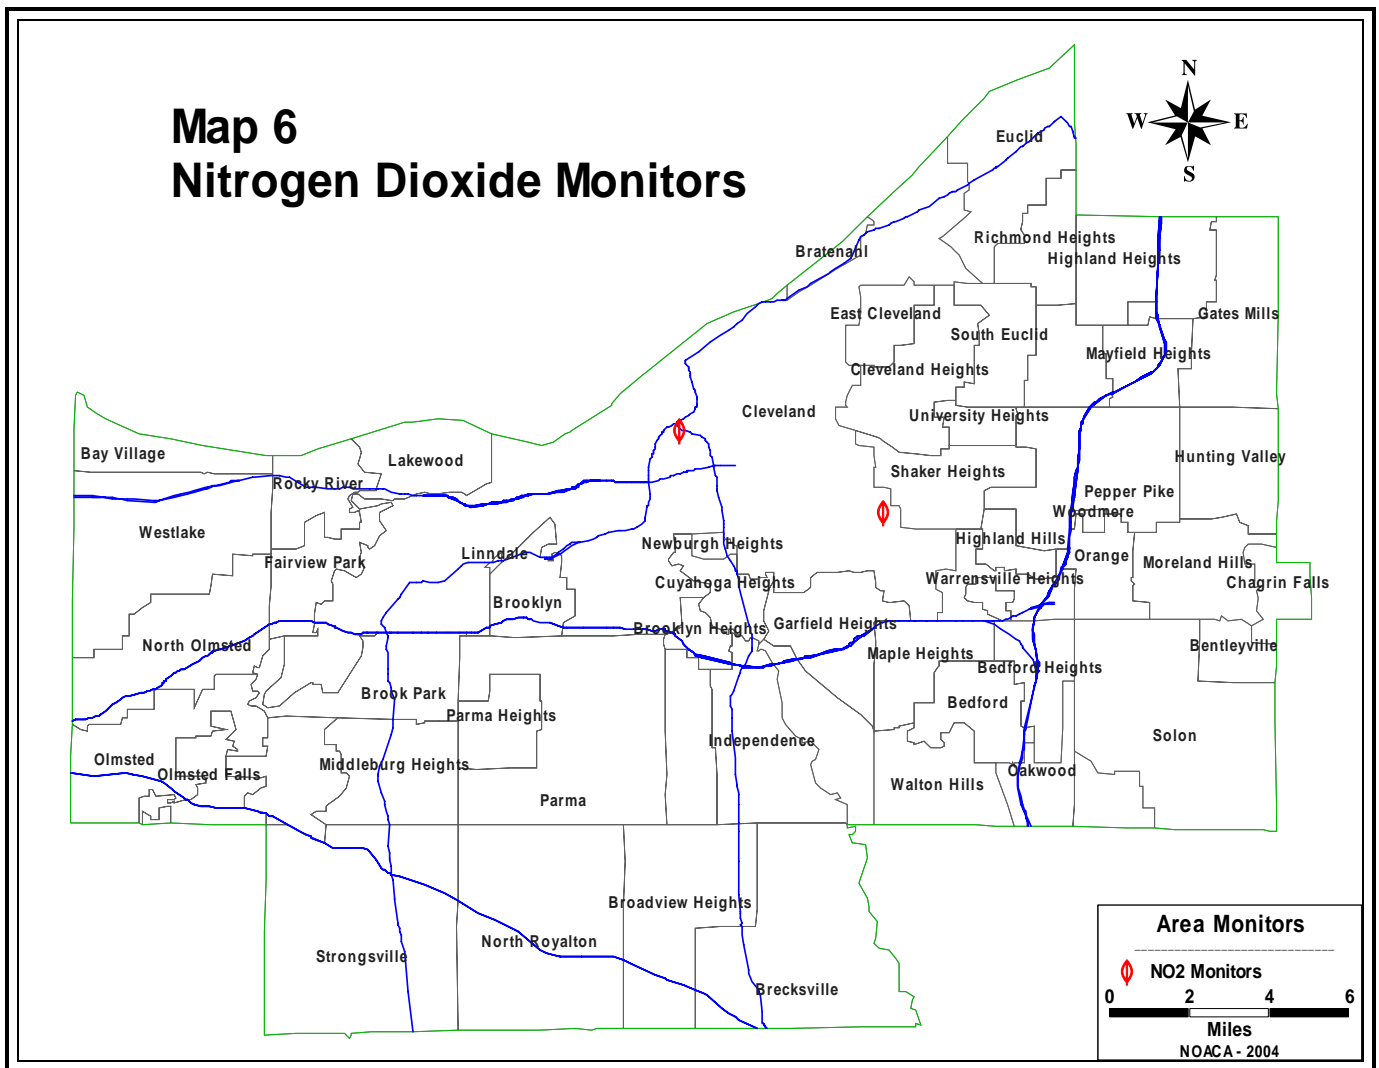 Map 6
Nitrogen Dioxide Monitors
N
W
E
S
Euclid
Richmond Heights
Bratenahl
Highland Heights
East Cleveland
Gates Mills
South Euclid
Mayfield Heights
Cleveland Heights
Cleveland
University Heights
Bay Village
Lakewood
Hunting Valley
Rocky River
Shaker Heights
Pepper Pike
Woodmere
Westlake
Highland Hills
Newburgh Heights
Linndale
Orange
Fairview Park
Moreland Hills
Warrensville Heights
Cuyahoga Heights
Chagrin Falls
Brooklyn
Garfield Heights
Brooklyn Heights
North Olmsted
Bentleyville
Maple Heights
Bedford Heights
Brook Park
Bedford
Parma Heights
Solon
Independence
Olmsted
Middleburg Heights
Oakwood
Olmsted Falls
Walton Hills
Parma
Broadview Heights
North Royalton
Strongsville
Brecksville
Area Monitors
NO2 Monitors
0 2 4 6
Miles
NOACA - 2004